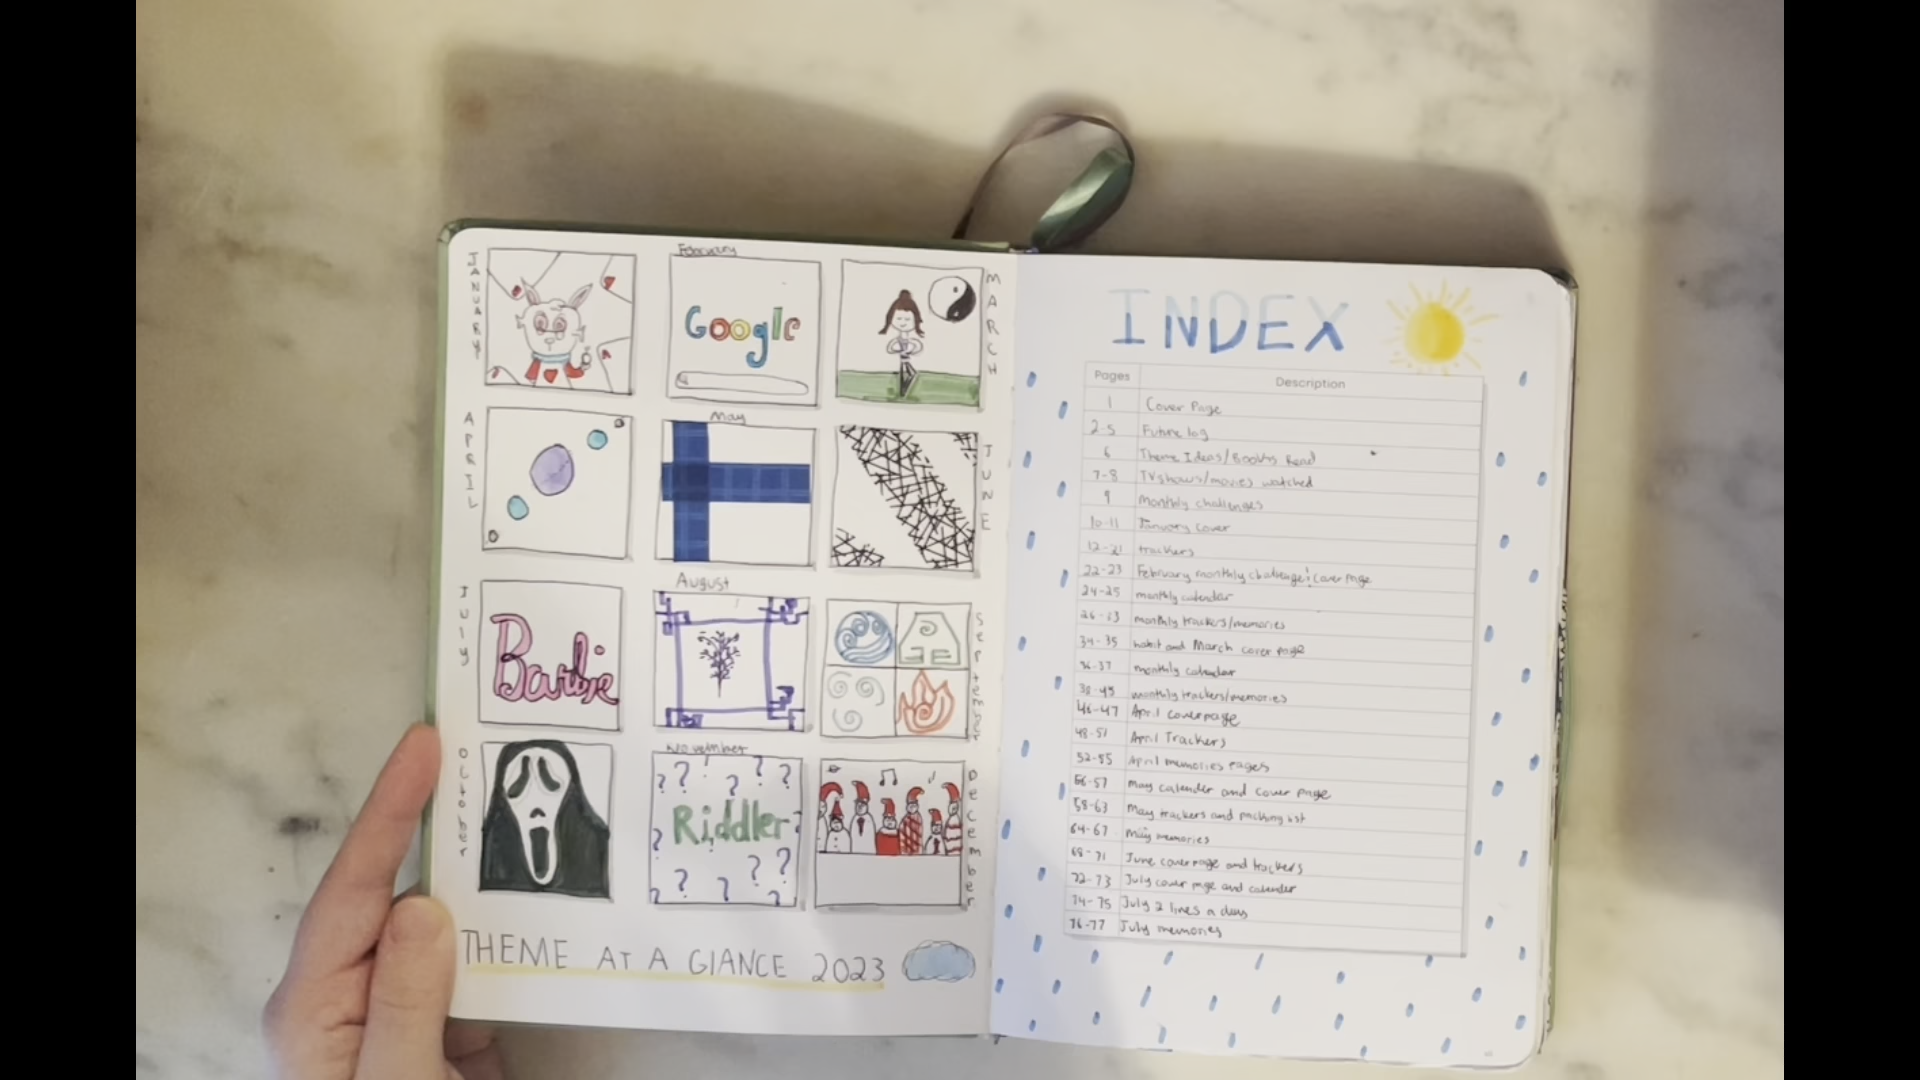 JANUARY
February
Google
MARCH
APRIL
May
JUNE
July
Barbie
August
September
October
November
? ? ? ? ?
Riddler
? ? ? ? ? ? ? ?
December
THEME AT A GLANCE 2023
INDEX
Pages Description
1 Cover Page
2-5 Future log
6 Theme Ideas/Books Read
7-8 TV shows/movies watched
9 Monthly challenges
10-11 January cover
12-21 trackers
22-23 February monthly challenge: cover page
24-25 monthly calendar
26-33 monthly trackers/memories
34-35 habit and March cover page
36-37 monthly calendar
38-45 monthly trackers/memories
46-47 April cover page
48-51 April Trackers
52-55 April memories Pages
56-57 May calender and cover page
58-63 May trackers and packing list
64-67 May memories
68-71 June cover page and trackers
72-73 July cover page and calender
74-75 July 2 lines a day
76-77 July memories